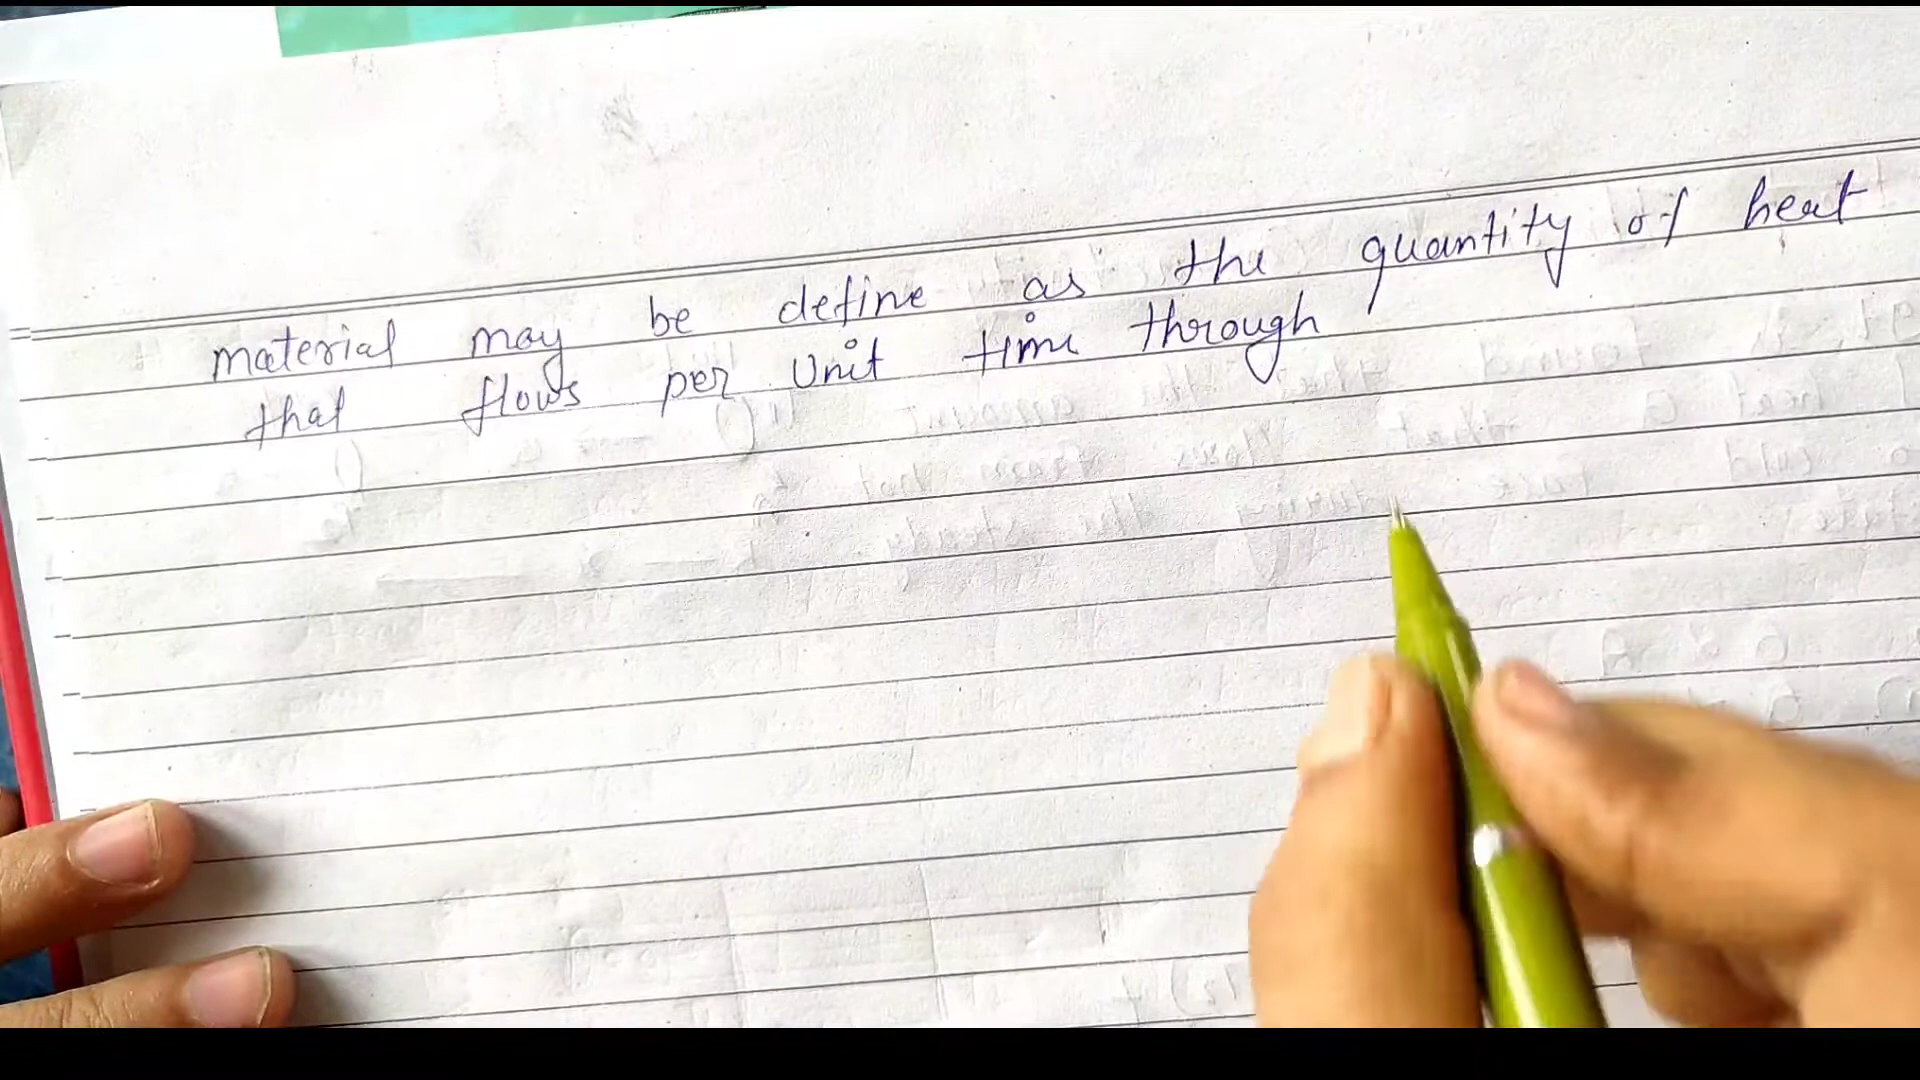 material may be define as the quantity of heat
that flows per Unit time through